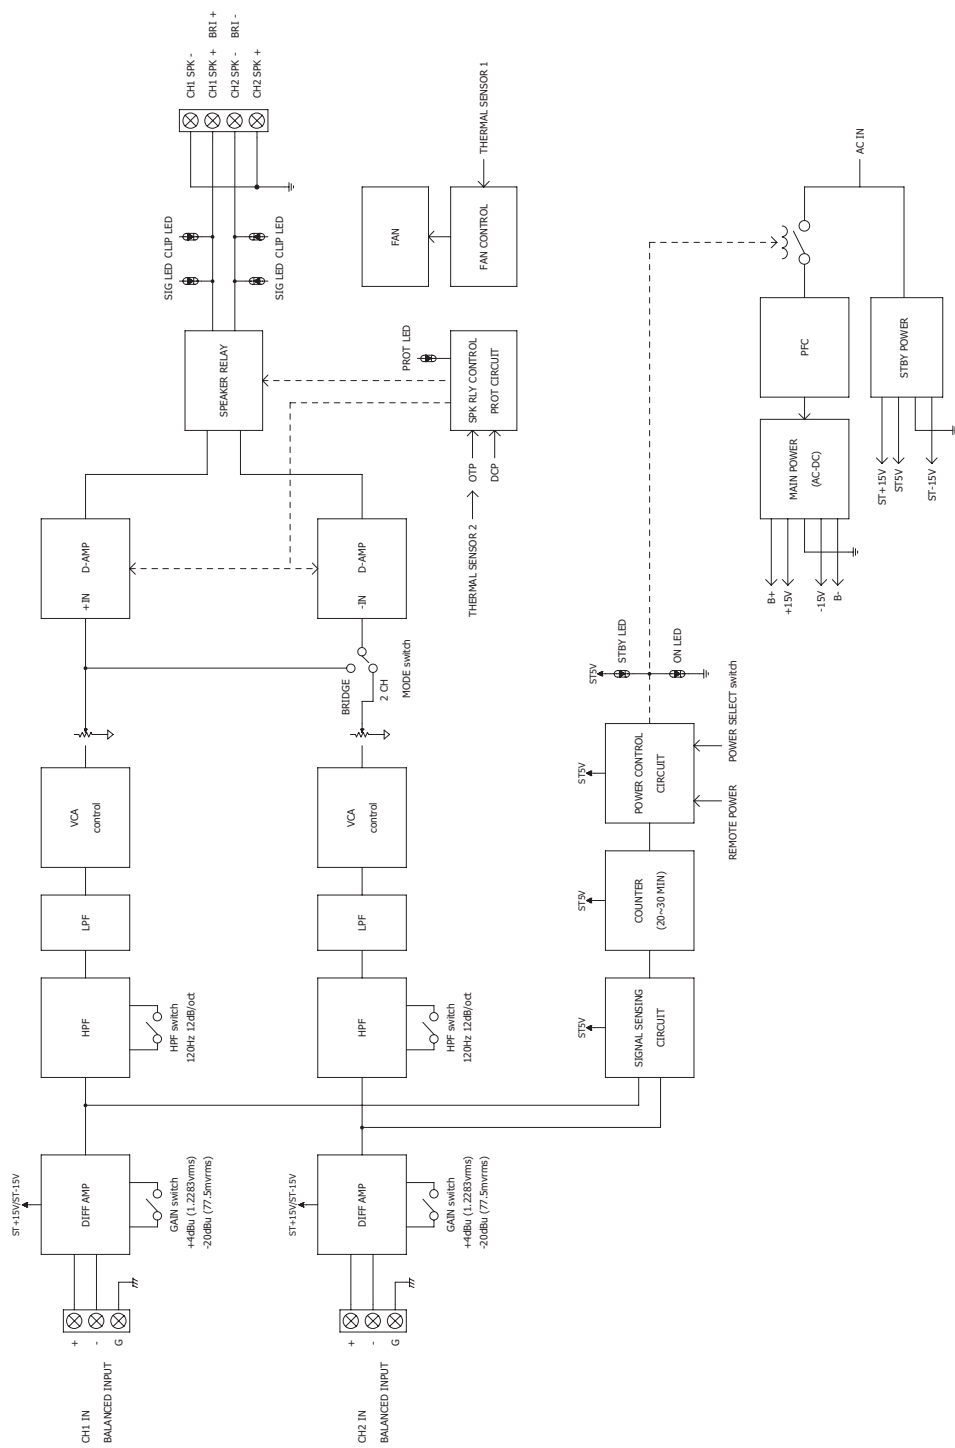 CH1 IN
BALANCED INPUT
+
-
G
ST+15V/ST-15V
DIFF AMP
GAIN switch
+4dBu (1.2283vrms)
-20dBu (77.5mvrms)
HPF
HPF switch
120Hz 12dB/oct
LPF
VCA
control
D-AMP
+IN
CH2 IN
BALANCED INPUT
+
-
G
ST+15V/ST-15V
DIFF AMP
GAIN switch
+4dBu (1.2283vrms)
-20dBu (77.5mvrms)
HPF
HPF switch
120Hz 12dB/oct
LPF
VCA
control
BRIDGE
2 CH
MODE switch
D-AMP
-IN
SPEAKER RELAY
SIG LED
CLIP LED
SIG LED
CLIP LED
CH1 SPK -
CH1 SPK + BRI +
CH2 SPK - BRI -
CH2 SPK +
THERMAL SENSOR 2
OTP
DCP
SPK RLY CONTROL
PROT CIRCUIT
PROT LED
FAN
FAN CONTROL
THERMAL SENSOR 1
ST5V
SIGNAL SENSING
CIRCUIT
ST5V
COUNTER
(20~30 MIN)
ST5V
POWER CONTROL
CIRCUIT
REMOTE POWER
POWER SELECT switch
ST5V
STBY LED
ON LED
B+
+15V
-15V
B-
MAIN POWER
(AC-DC)
PFC
AC IN
ST+15V
ST5V
ST-15V
STBY POWER